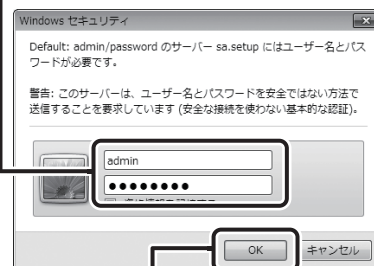 Windows セキュリティ
Default: admin/password のサーバー sa.setup にはユーザー名とパス
ワードが必要です。
警告: このサーバーは、ユーザー名とパスワードを安全ではない方法で
送信することを要求しています (安全な接続を使わない基本的な認証)。
admin
●●●●●●●●
OK キャンセル